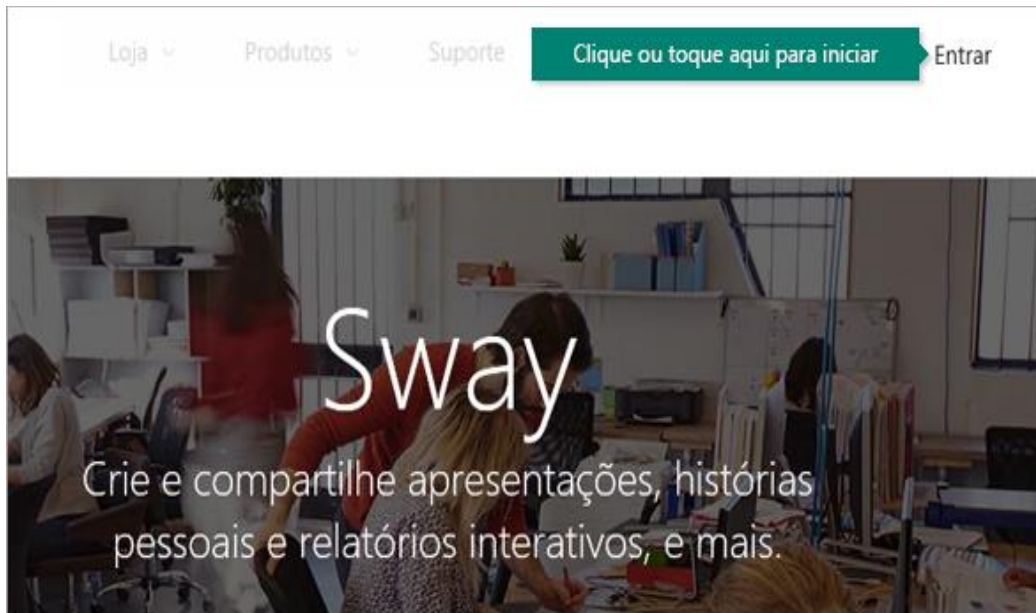 Loja Produtos Suporte Clique ou toque aqui para iniciar Entrar
Sway
Crie e compartilhe apresentações, histórias
pessoais e relatórios interativos, e mais.